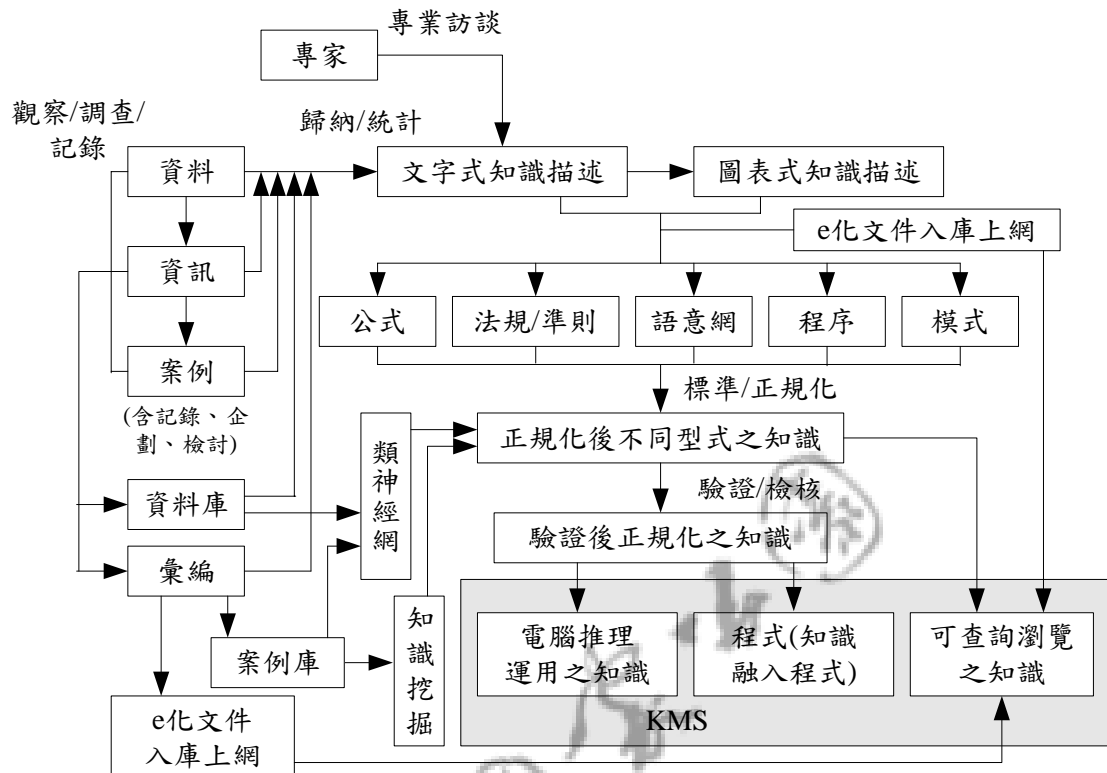 專業訪談
專家
觀察/調查/
記錄
歸納/統計
資料
文字式知識描述
圖表式知識描述
e化文件入庫上網
資訊
公式
法規/準則
語意網
程序
模式
案例
(含記錄、企
劃、檢討)
標準/正規化
類
神
經
網
正規化後不同型式之知識
驗證/檢核
資料庫
驗證後正規化之知識
彙編
知
識
挖
掘
案例庫
電腦推理
運用之知識
程式(知識
融入程式)
可查詢瀏覽
之知識
KMS
e化文件
入庫上網